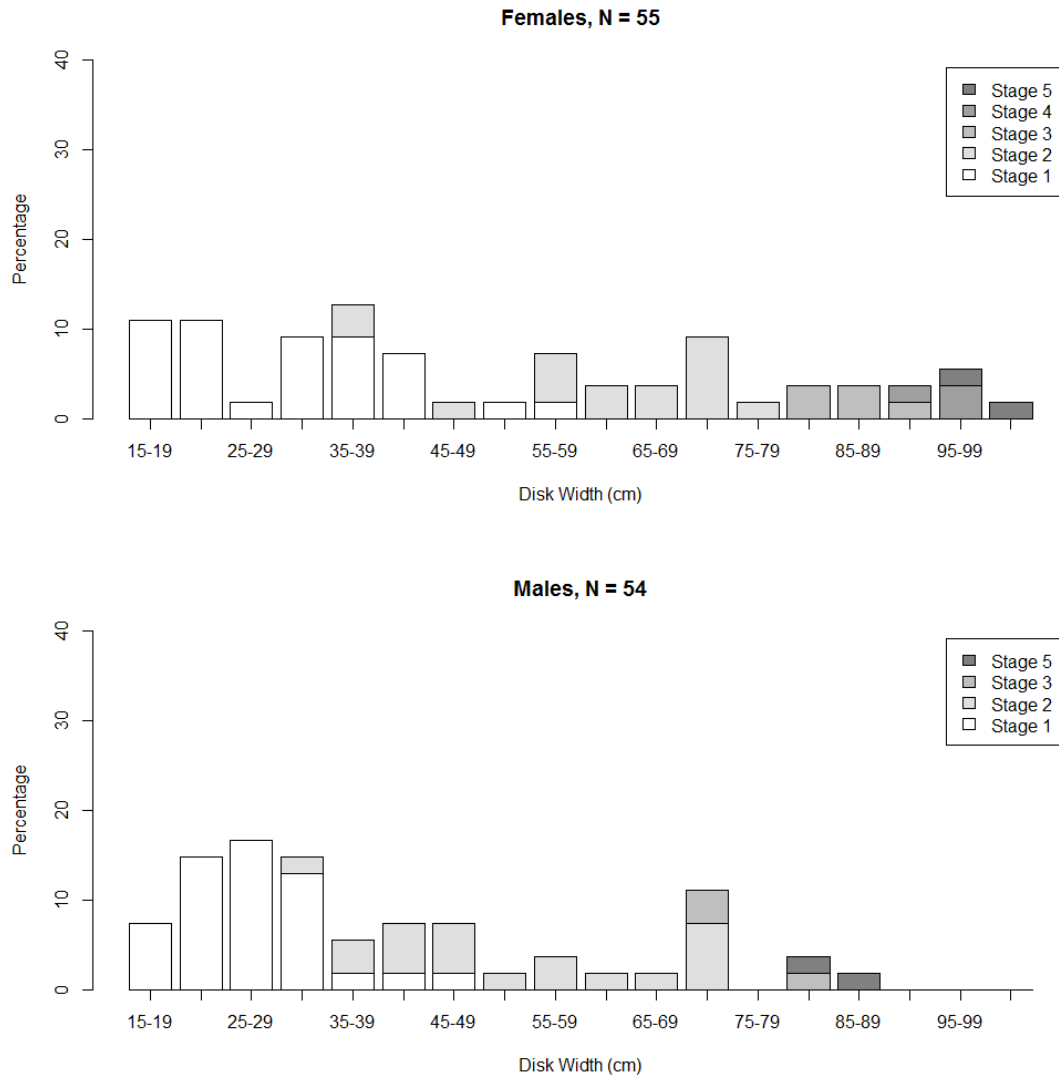 Females, N = 55
40
30
20
10
0
Percentage
Stage 5
Stage 4
Stage 3
Stage 2
Stage 1
15-19 25-29 35-39 45-49 55-59 65-69 75-79 85-89 95-99
Disk Width (cm)
Males, N = 54
40
30
20
10
0
Percentage
Stage 5
Stage 3
Stage 2
Stage 1
15-19 25-29 35-39 45-49 55-59 65-69 75-79 85-89 95-99
Disk Width (cm)